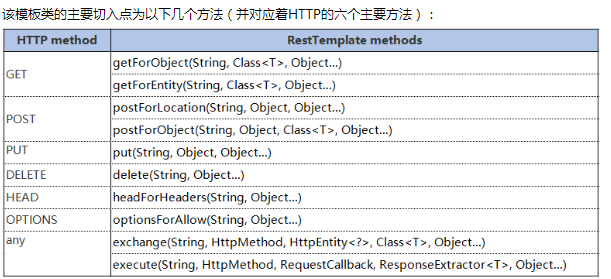 该模板类的主要切入点为以下几个方法（并对应着HTTP的六个主要方法）：
HTTP method RestTemplate methods
GET getForObject(String, Class<T>, Object...)
getForEntity(String, Class<T>, Object...)
POST postForLocation(String, Object, Object...)
postForObject(String, Object, Class<T>, Object...)
PUT put(String, Object, Object...)
DELETE delete(String, Object...)
HEAD headForHeaders(String, Object...)
OPTIONS optionsForAllow(String, Object...)
any exchange(String, HttpMethod, HttpEntity<?>, Class<T>, Object...)
execute(String, HttpMethod, RequestCallback, ResponseExtractor<T>, Object...)